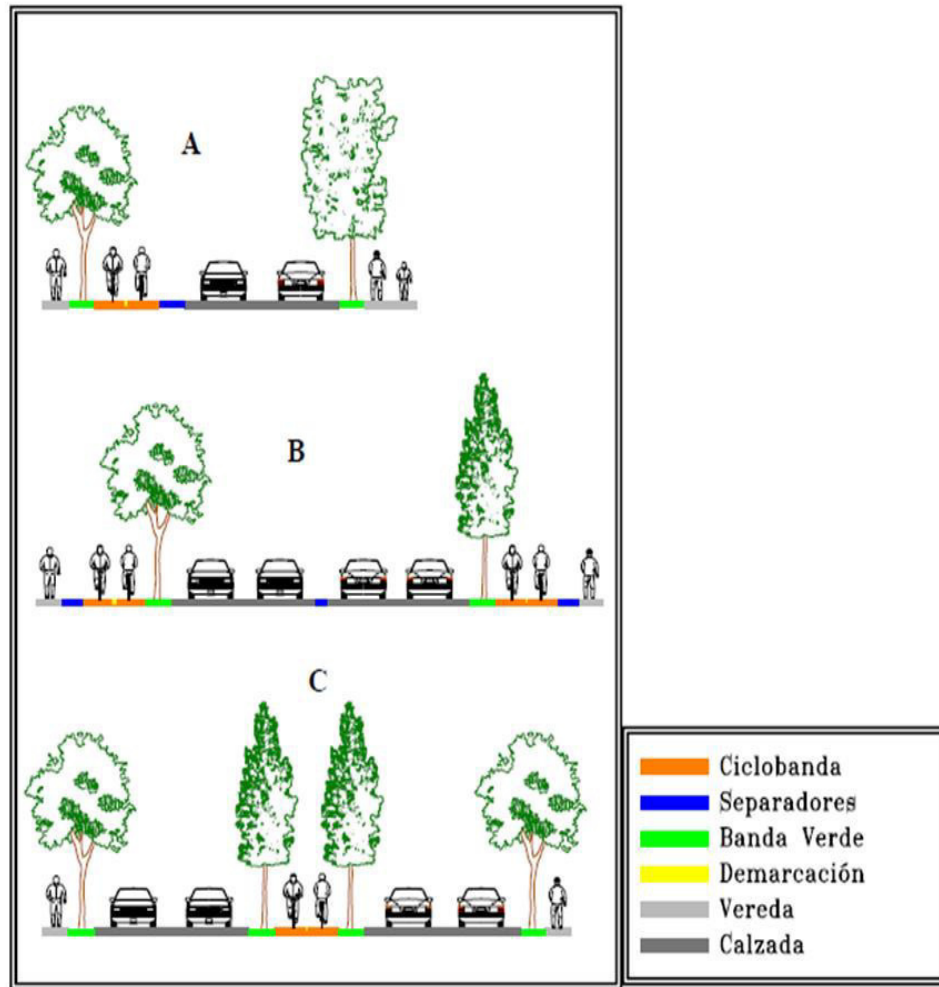 A
B
C
Ciclobanda
Separadores
Banda Verde
Demarcación
Vereda
Calzada